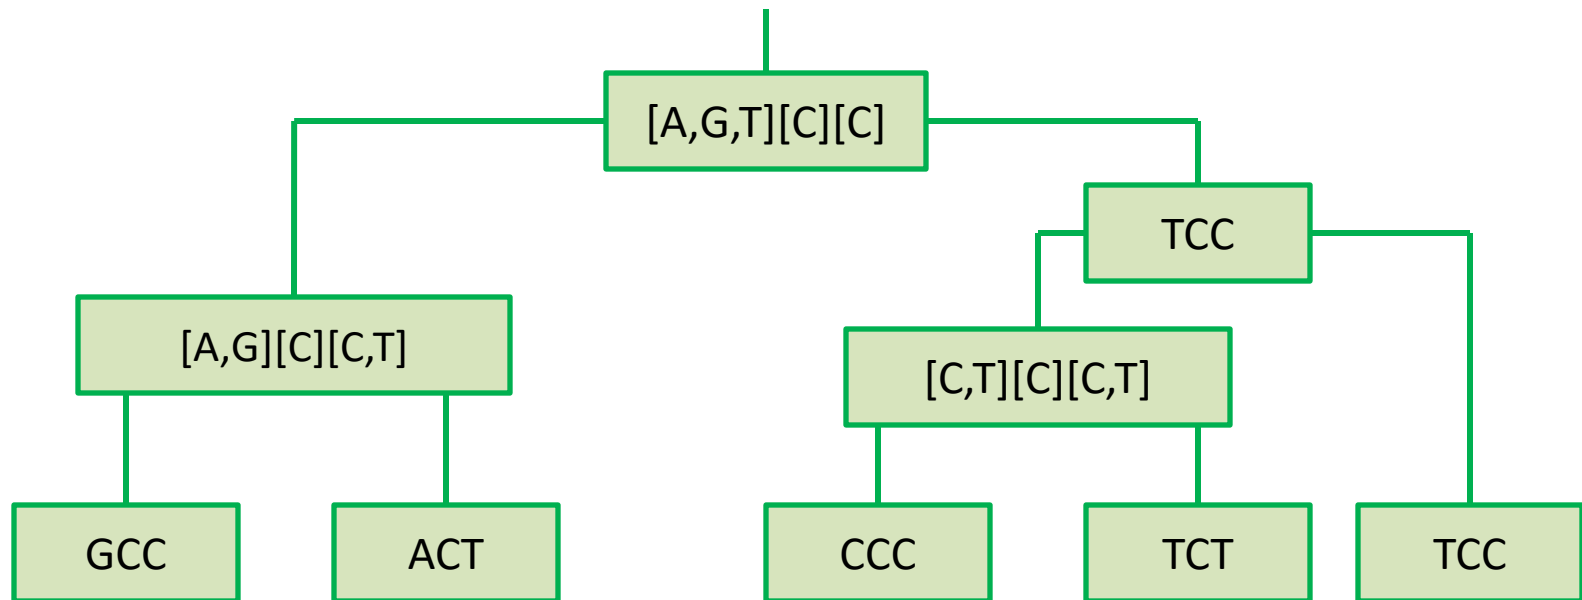 [A,G,T][C][C]
TCC
[A,G][C][C,T]
[C,T][C][C,T]
GCC
ACT
CCC
TCT
TCC